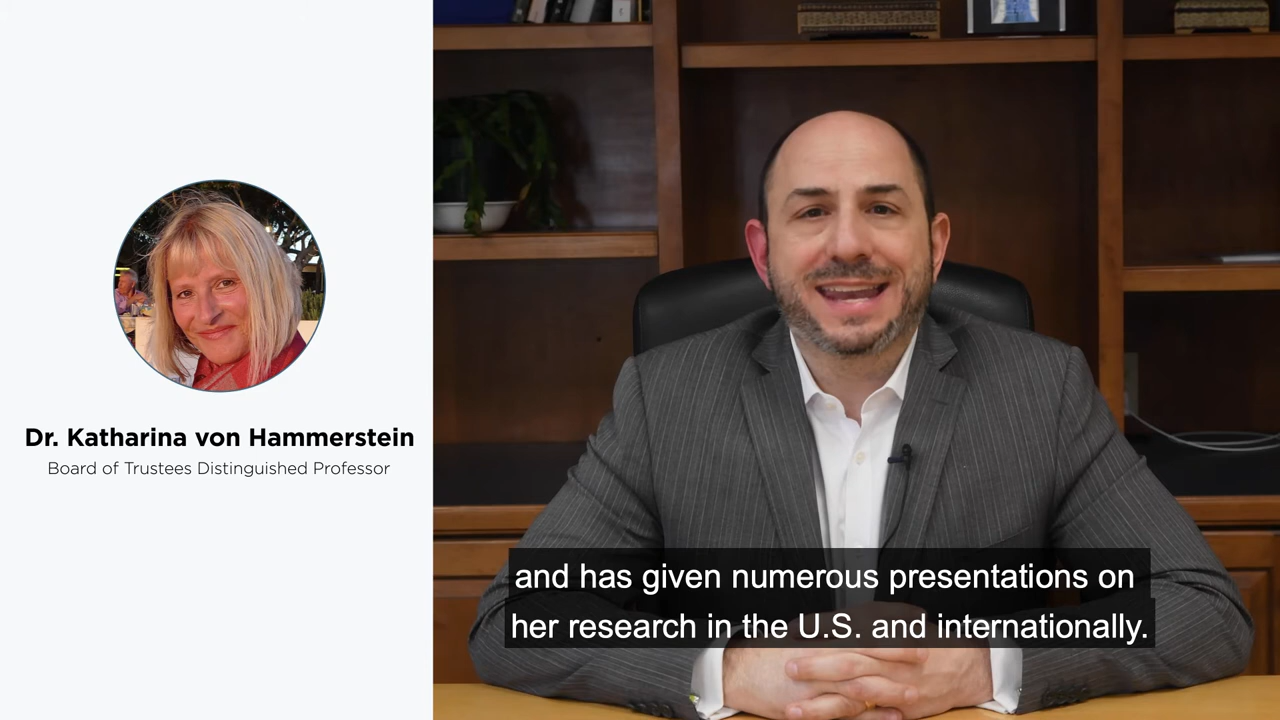 Dr. Katharina von Hammerstein
Board of Trustees Distinguished Professor
and has given numerous presentations on
her research in the U.S. and internationally.